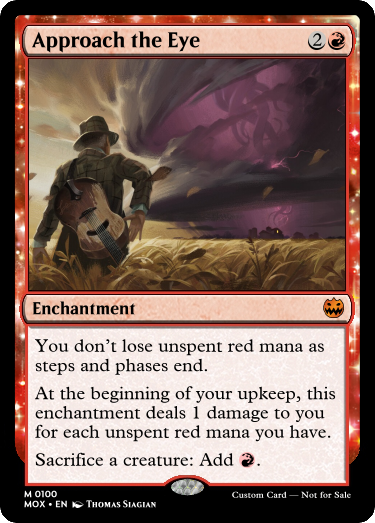 Approach the Eye 2
Enchantment
You don't lose unspent red mana as
steps and phases end.
At the beginning of your upkeep, this
enchantment deals 1 damage to you
for each unspent red mana you have.
Sacrifice a creature: Add .
M 0100
MOX • EN Thomas Siagian
Custom Card — Not for Sale